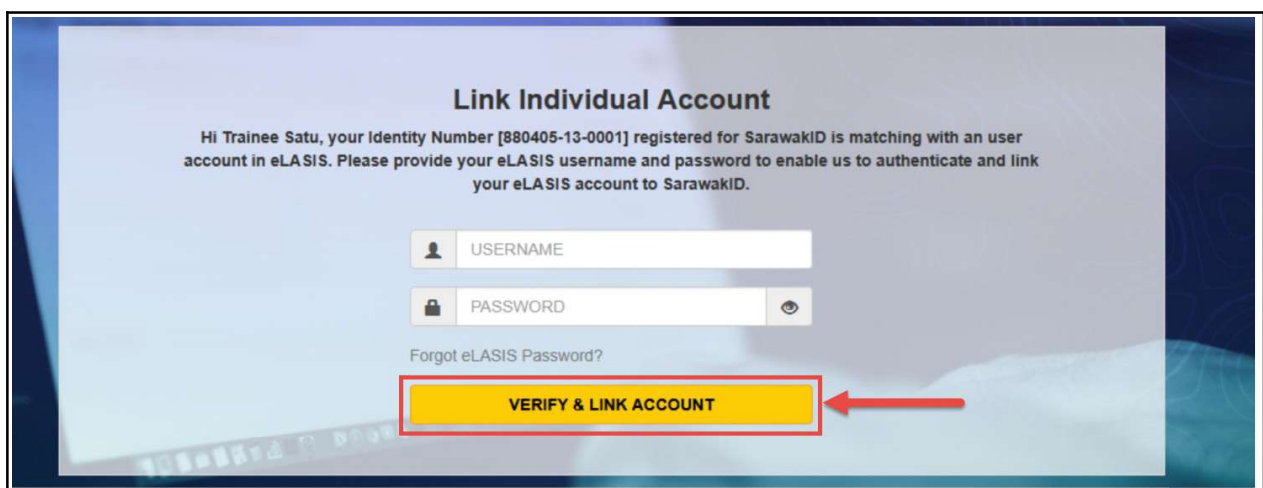 Link Individual Account
Hi Trainee Satu, your Identity Number [880405-13-0001] registered for SarawakID is matching with an user
account in eLASIS. Please provide your eLASIS username and password to enable us to authenticate and link
your eLASIS account to SarawakID.
USERNAME
PASSWORD
Forgot eLASIS Password?
VERIFY & LINK ACCOUNT